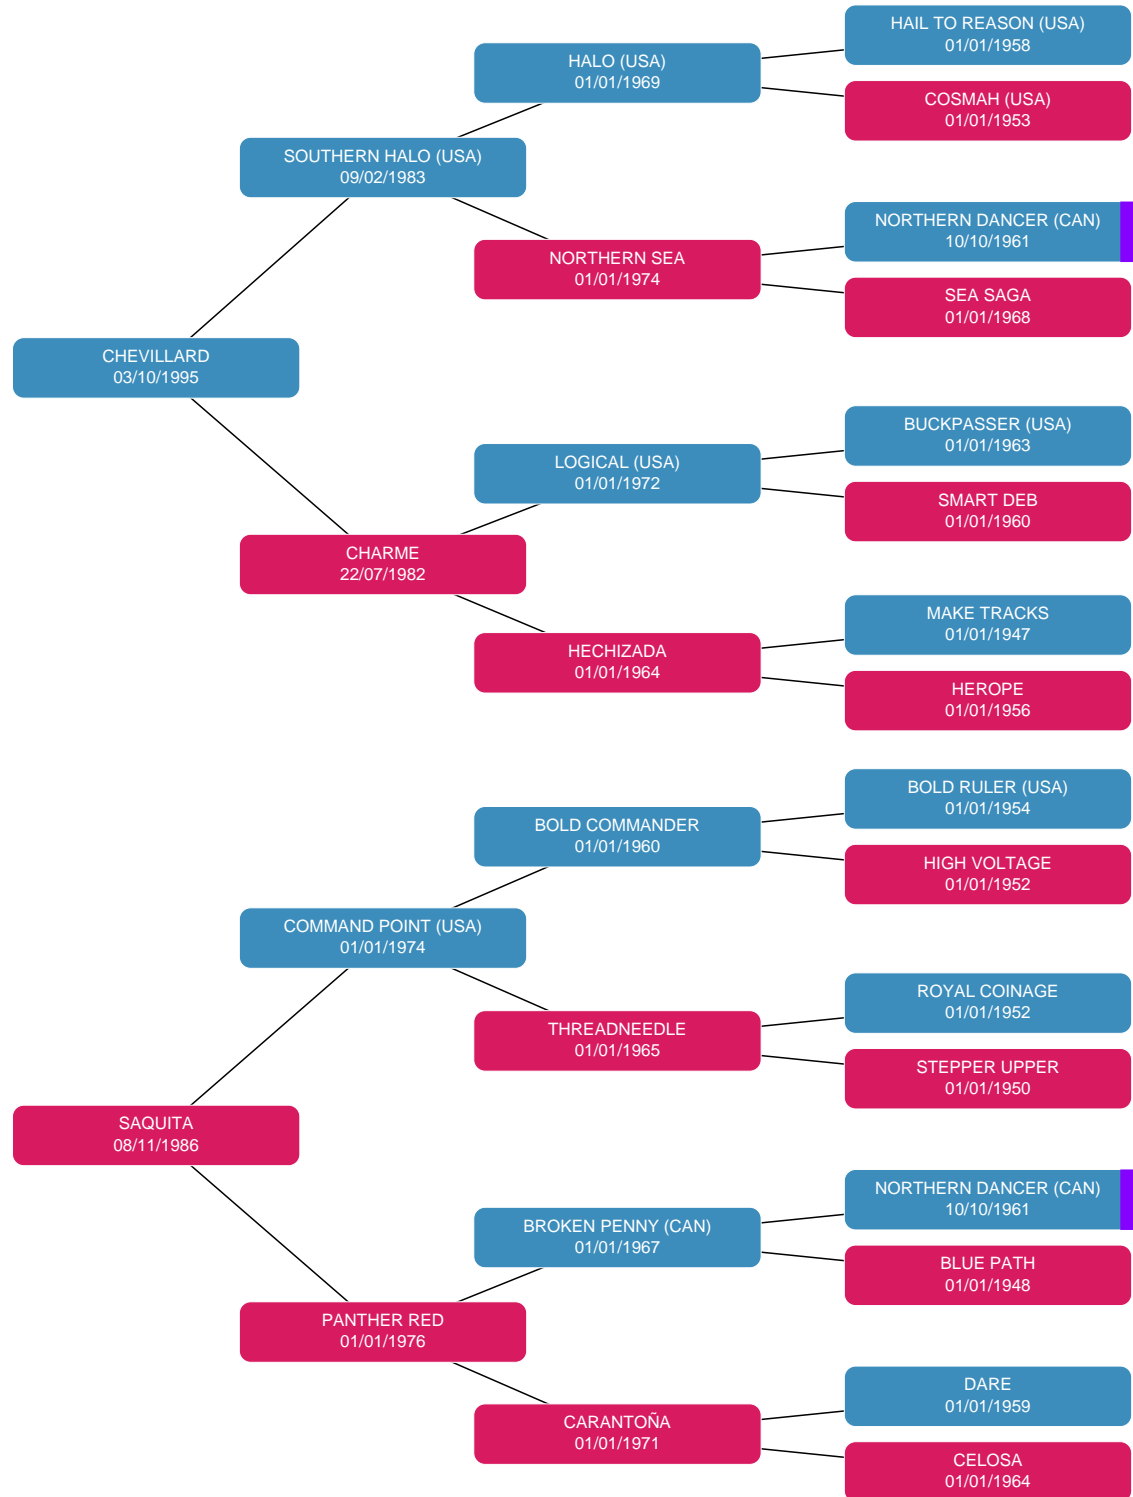 HAIL TO REASON (USA)
01/01/1958
HALO (USA)
01/01/1969
COSMAH (USA)
01/01/1953
SOUTHERN HALO (USA)
09/02/1983
NORTHERN DANCER (CAN)
10/10/1961
NORTHERN SEA
01/01/1974
SEA SAGA
01/01/1968
CHEVILLARD
03/10/1995
BUCKPASSER (USA)
01/01/1963
LOGICAL (USA)
01/01/1972
SMART DEB
01/01/1960
CHARME
22/07/1982
MAKE TRACKS
01/01/1947
HECHIZADA
01/01/1964
HEROPE
01/01/1956
BOLD RULER (USA)
01/01/1954
BOLD COMMANDER
01/01/1960
HIGH VOLTAGE
01/01/1952
COMMAND POINT (USA)
01/01/1974
ROYAL COINAGE
01/01/1952
THREADNEEDLE
01/01/1965
STEPPER UPPER
01/01/1950
SAQUITA
08/11/1986
NORTHERN DANCER (CAN)
10/10/1961
BROKEN PENNY (CAN)
01/01/1967
BLUE PATH
01/01/1948
PANTHER RED
01/01/1976
DARE
01/01/1959
CARANTOÑA
01/01/1971
CELOSA
01/01/1964